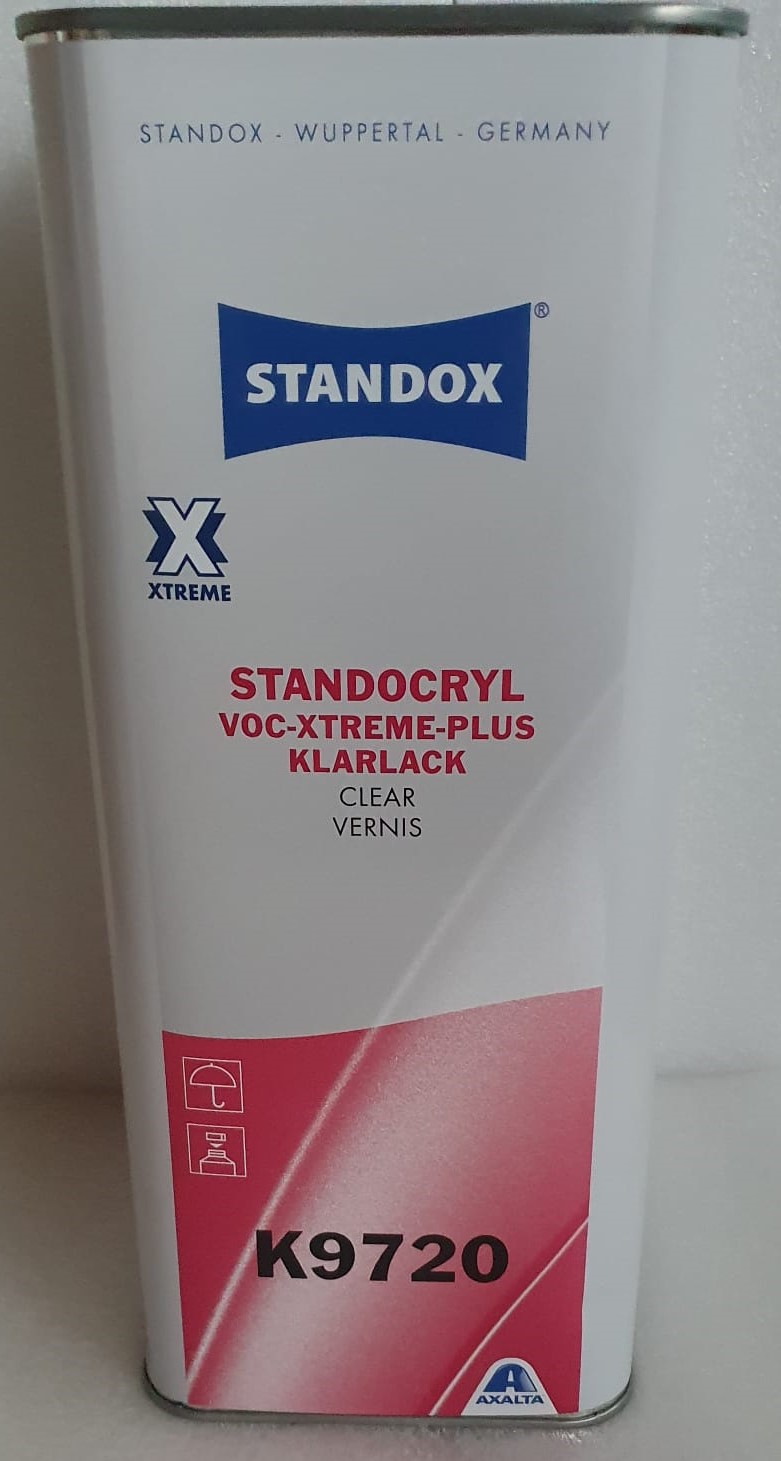 STANDOX - WUPPERTAL - GERMANY
STANDOX®
X
XTREME
STANDOCRYL
VOC-XTREME-PLUS
KLARLACK
CLEAR
VERNIS
K9720
A
AXALTA